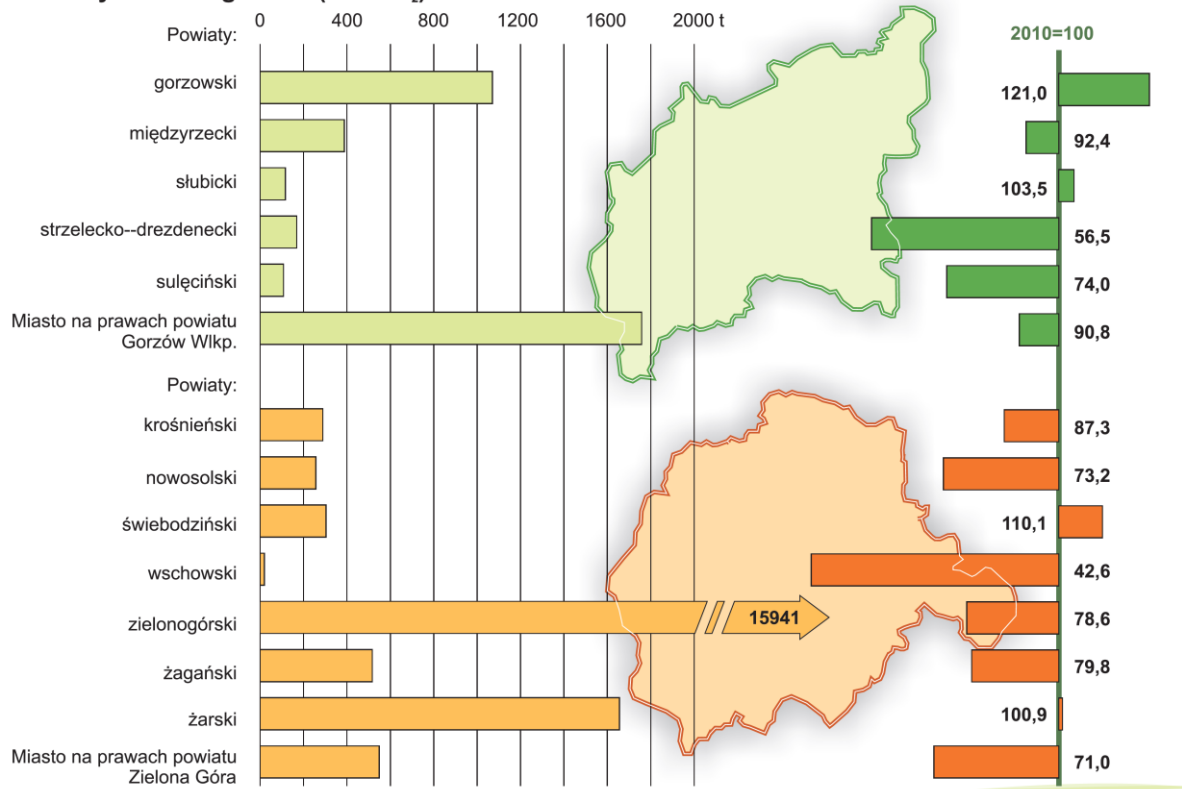 0 400 800 1200 1600 2000 t
Powiaty:
2010=100
gorzowski 121,0
międzyrzecki 92,4
słubicki 103,5
strzelecko--drezdenecki 56,5
sulęciński 74,0
Miasto na prawach powiatu
Gorzów Wlkp. 90,8
Powiaty:
krośnieński 87,3
nowosolski 73,2
świebodziński 110,1
wschowski 42,6
zielonogórski 15941 78,6
żagański 79,8
żarski 100,9
Miasto na prawach powiatu
Zielona Góra 71,0